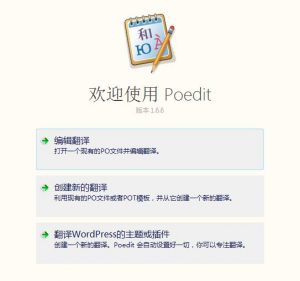 和
Ю À
欢迎使用 Poedit
版本 1.6.6
编辑翻译
打开一个现有的PO文件并编辑翻译。
创建新的翻译
利用现有的PO文件或者POT模板，并从它创建一个新的翻译。
翻译WordPress的主题或插件
创建一个新的翻译。Poedit 会自动设置好一切，你可以专注翻译。